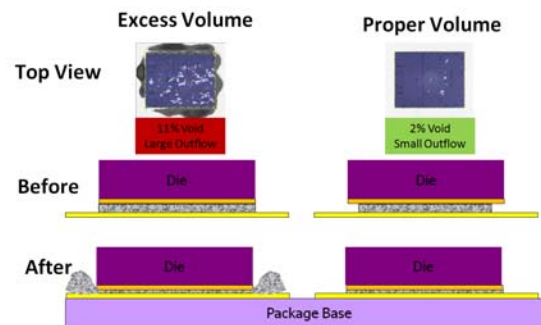 Excess Volume
Proper Volume
Top View
11% Void
Large Outflow
2% Void
Small Outflow
Before
Die
Die
After
Die
Die
Package Base